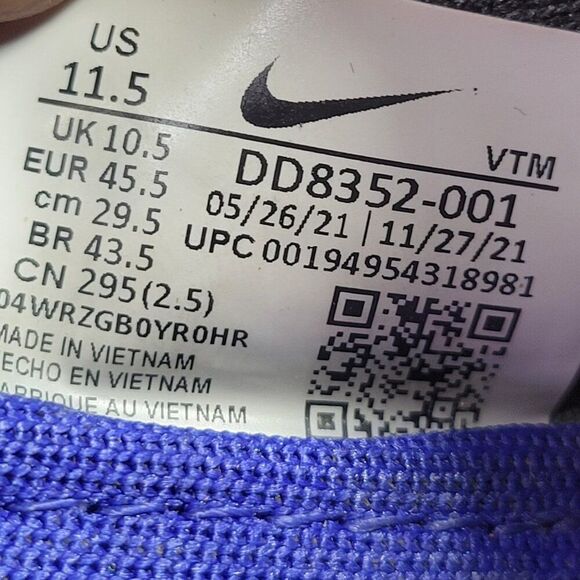 US
11.5
UK 10.5
EUR 45.5
cm 29.5
BR 43.5
CN 295(2.5)
04WRZGB0YR0HR
MADE IN VIETNAM
ECHO EN VIETNAM
ABRIQUE AU VIETNAM
VTM
DD8352-001
05/26/21 | 11/27/21
UPC 00194954318981